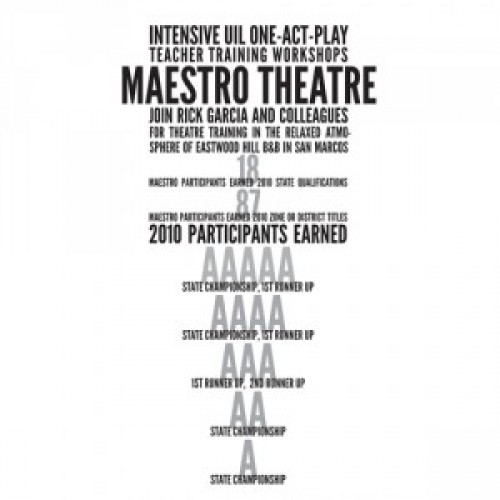 INTENSIVE UIL ONE-ACT-PLAY
TEACHER TRAINING WORKSHOPS
MAESTRO THEATRE
JOIN RICK GARCIA AND COLLEAGUES
FOR THEATRE TRAINING IN THE RELAXED ATMO-
SPHERE OF EASTWOOD HILL B&B IN SAN MARCOS
18
MAESTRO PARTICIPANTS EARNED 2010 STATE QUALIFICATIONS
87
MAESTRO PARTICIPANTS EARNED 2010 ZONE OR DISTRICT TITLES
2010 PARTICIPANTS EARNED
AAAAA
STATE CHAMPIONSHIP, 1ST RUNNER UP
AAAA
STATE CHAMPIONSHIP, 1ST RUNNER UP
AAA
1ST RUNNER UP, 2ND RUNNER UP
AA
STATE CHAMPIONSHIP
A
STATE CHAMPIONSHIP